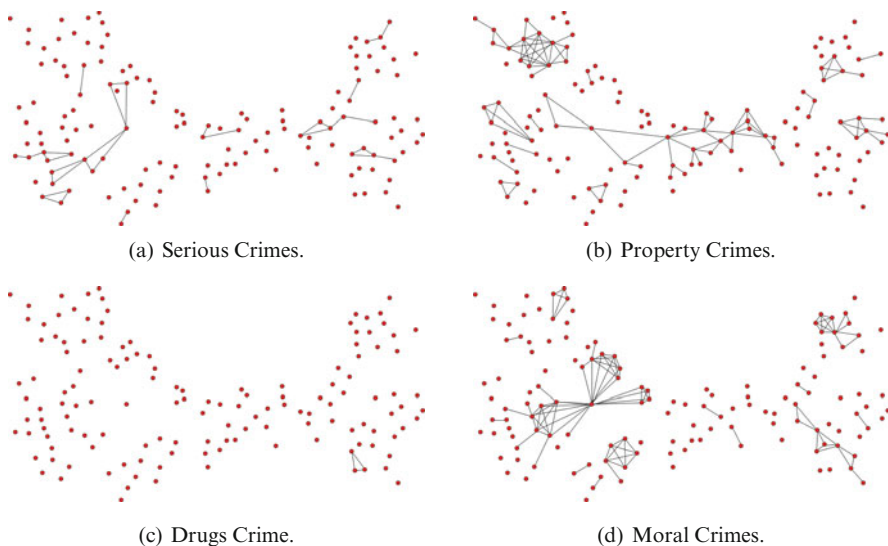 (a) Serious Crimes.
(b) Property Crimes.
(c) Drugs Crime.
(d) Moral Crimes.